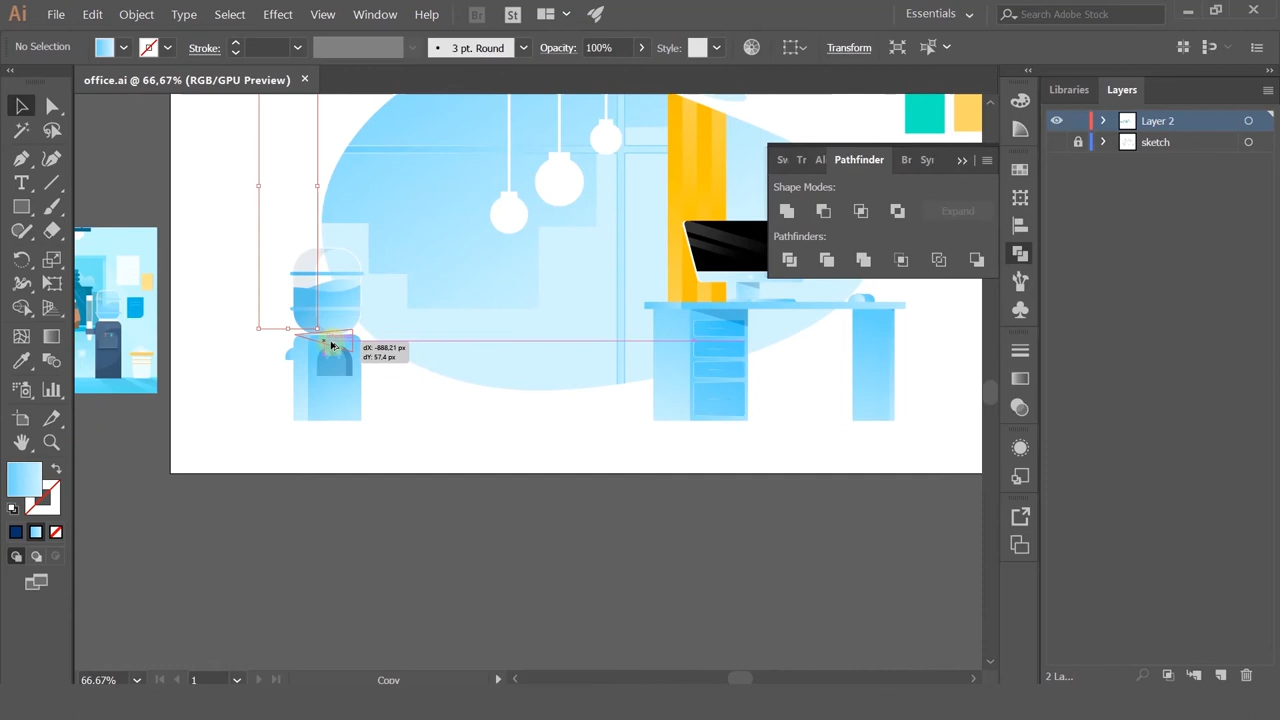 Ai File Edit Object Type Select Effect View Window Help Br St Essentials Search Adobe Stock
No Selection Stroke: 3 pt. Round Opacity: 100% Style: Transform
office.ai @ 66,67% (RGB/GPU Preview)
Libraries Layers
Layer 2
sketch
Sw Tr Al Pathfinder Br Syr
Shape Modes:
Expand
Pathfinders:
dX: -888,21 px
dY: 57,4 px
66.67% 1 Copy
2 La...